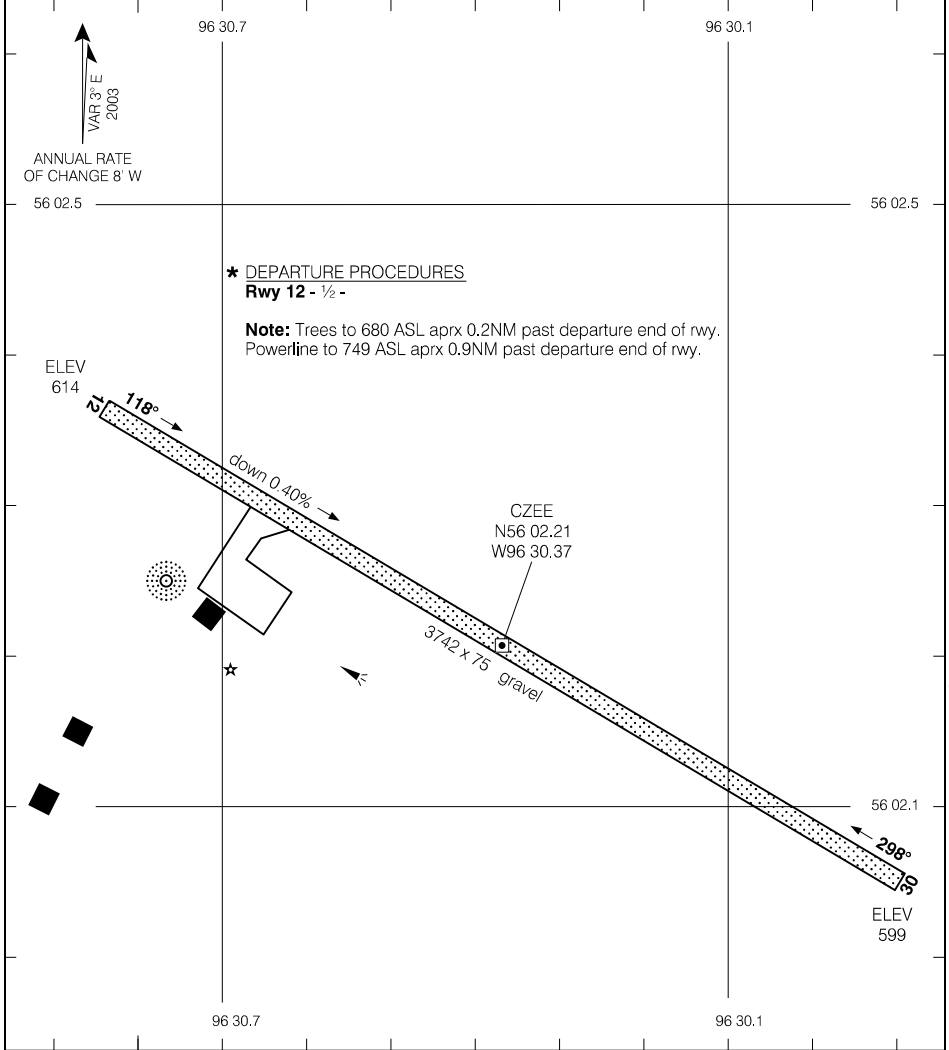 96 30.7
96 30.1
VAR 3° E
2003
ANNUAL RATE
OF CHANGE 8' W
56 02.5
56 02.5
* DEPARTURE PROCEDURES
Rwy 12 - ½ -
Note: Trees to 680 ASL aprx 0.2NM past departure end of rwy.
Powerline to 749 ASL aprx 0.9NM past departure end of rwy.
ELEV
614
12
118°
down 0.40%
CZEE
N56 02.21
W96 30.37
3742 x 75 gravel
56 02.1
298°
30
ELEV
599
96 30.7
96 30.1